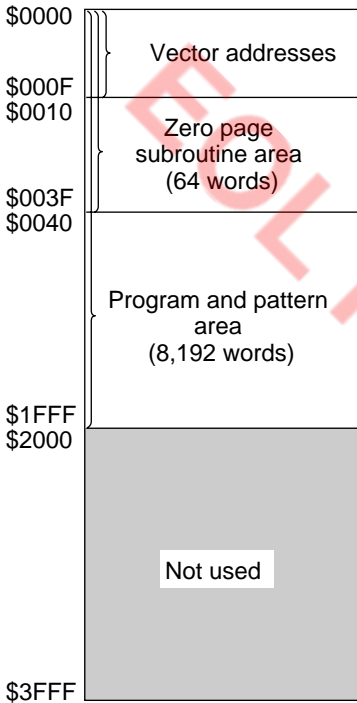 $0000
Vector addresses
$000F
$0010
Zero page
subroutine area
(64 words)
$003F
$0040
Program and pattern
area
(8,192 words)
$1FFF
$2000
Not used
$3FFF
EOL